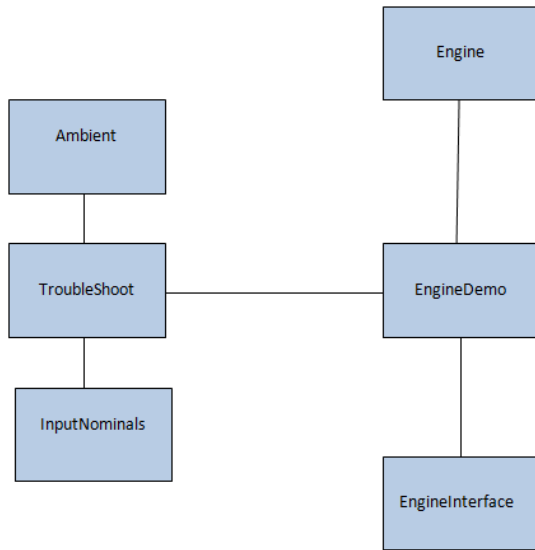 Engine
Ambient
TroubleShoot
EngineDemo
InputNominals
EngineInterface